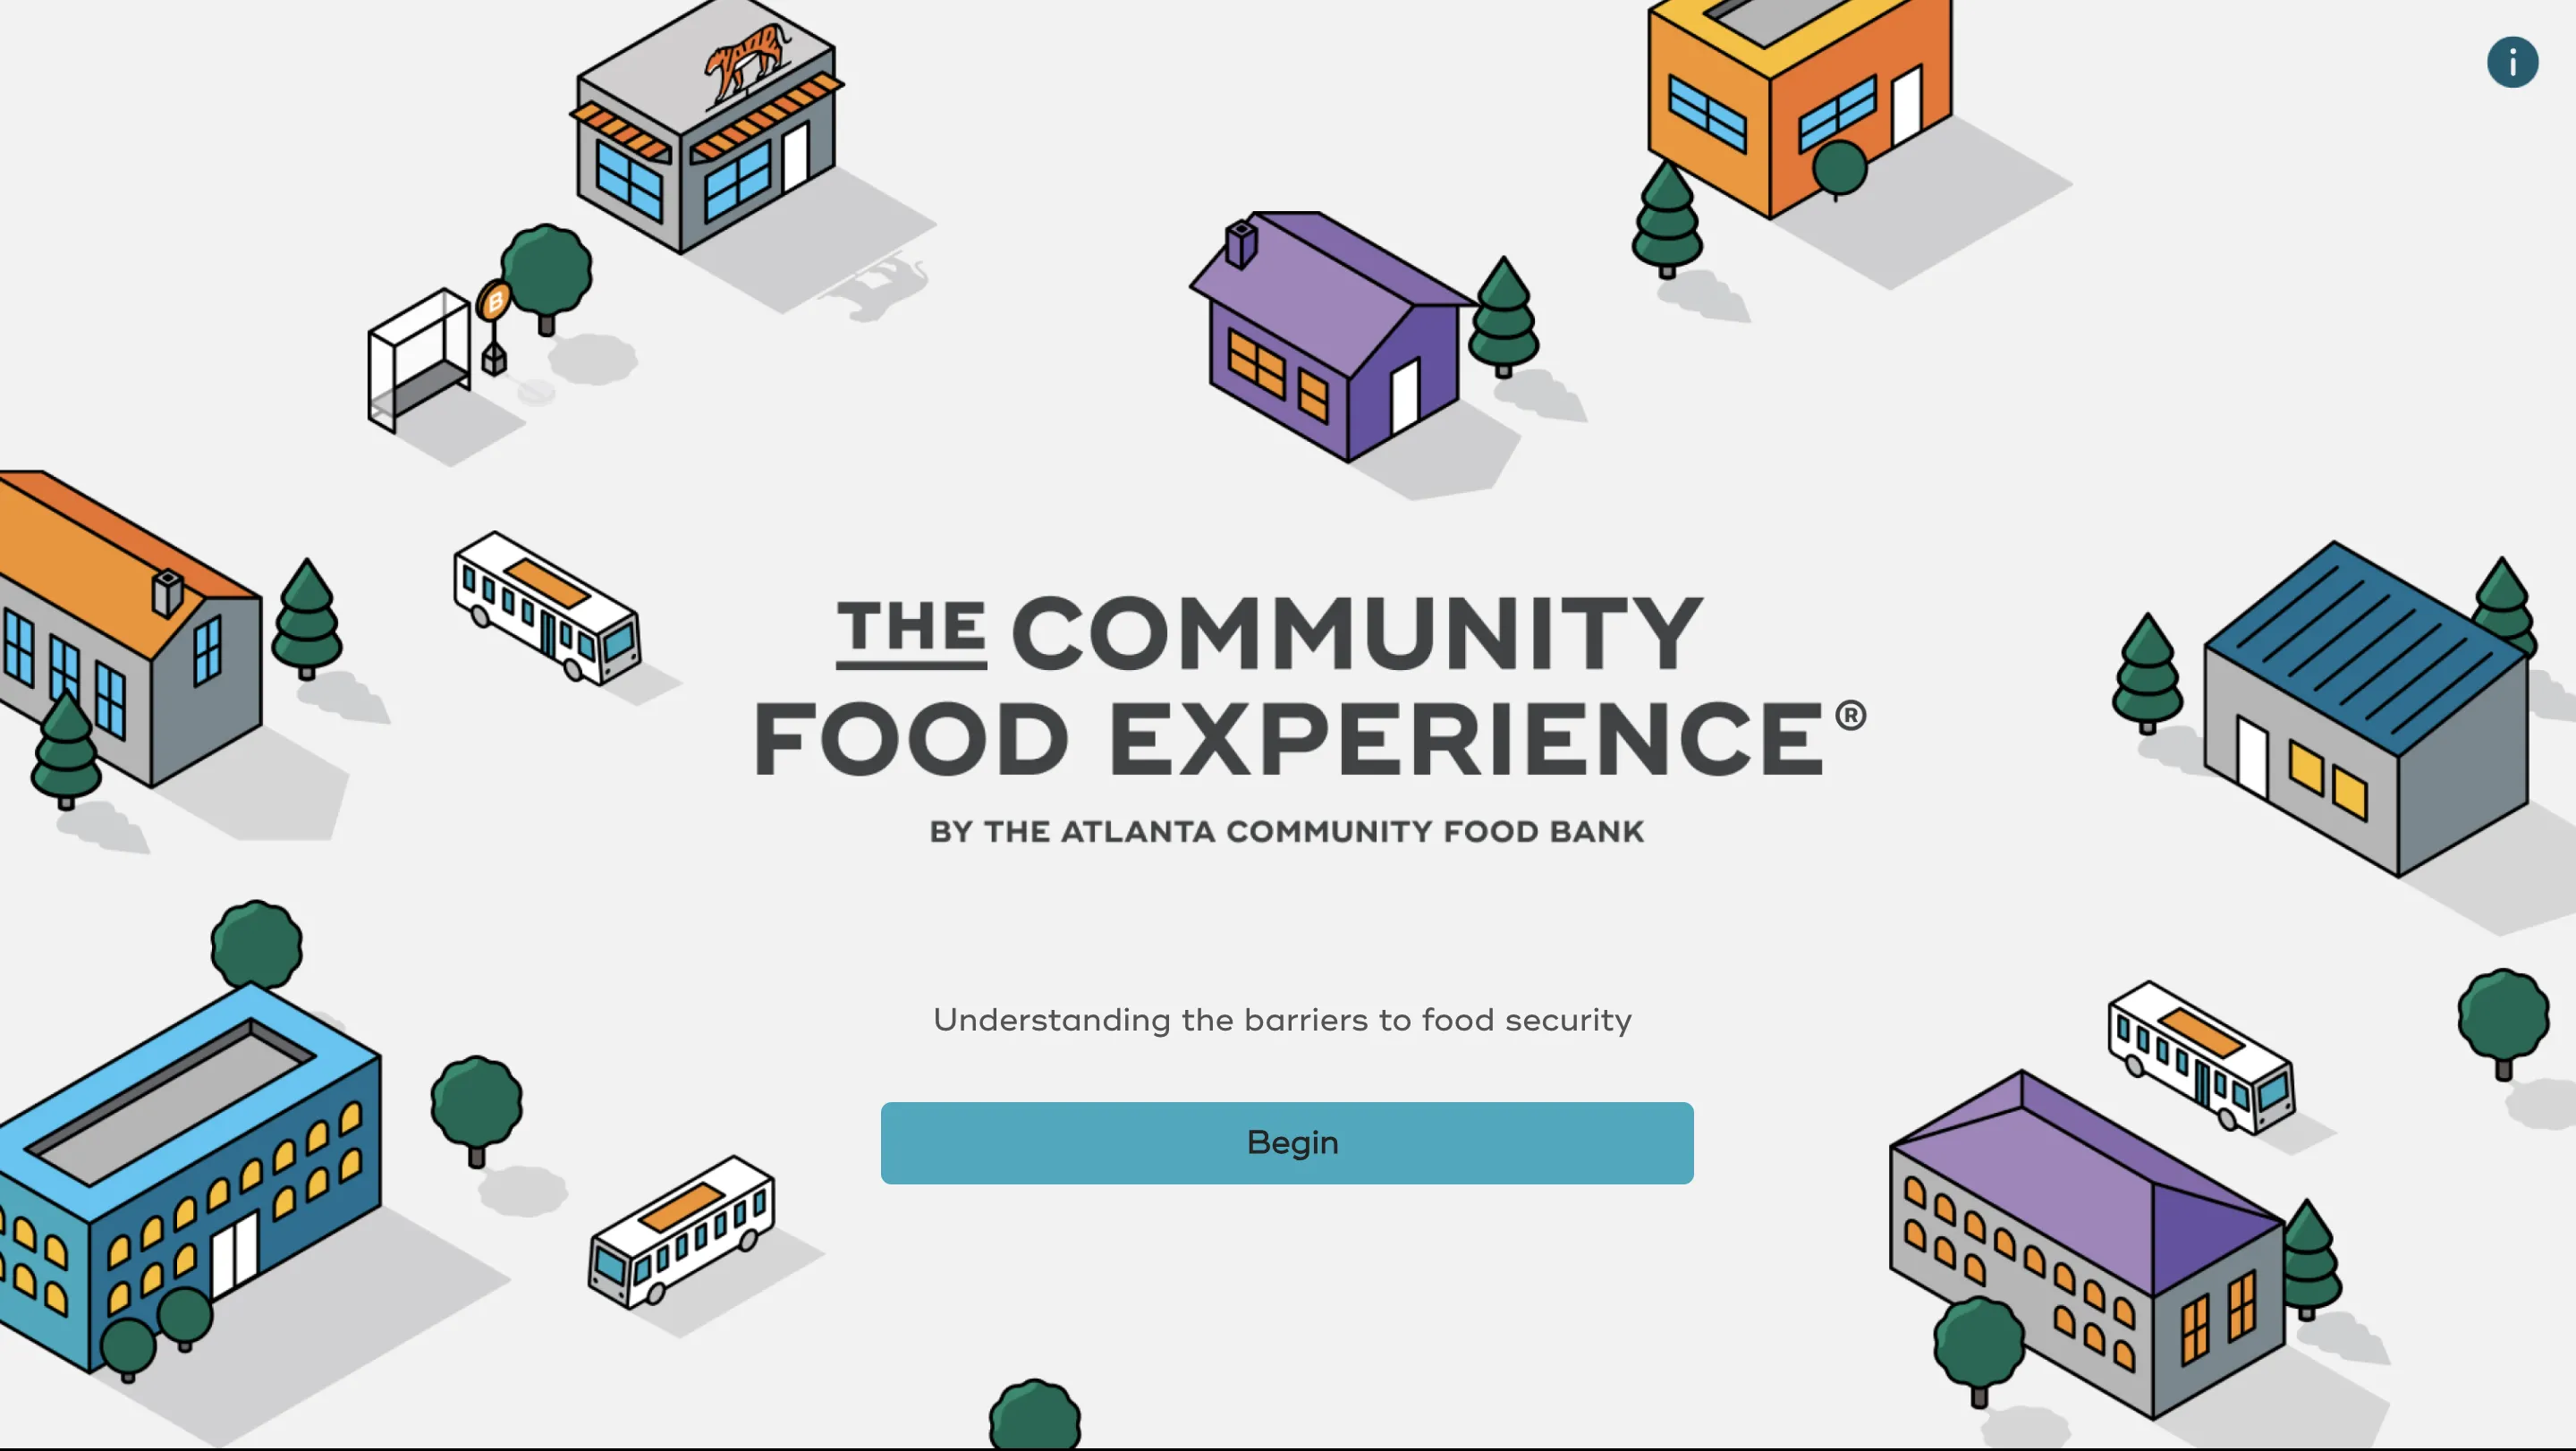 i
B
THE COMMUNITY
FOOD EXPERIENCE®
BY THE ATLANTA COMMUNITY FOOD BANK
Understanding the barriers to food security
Begin